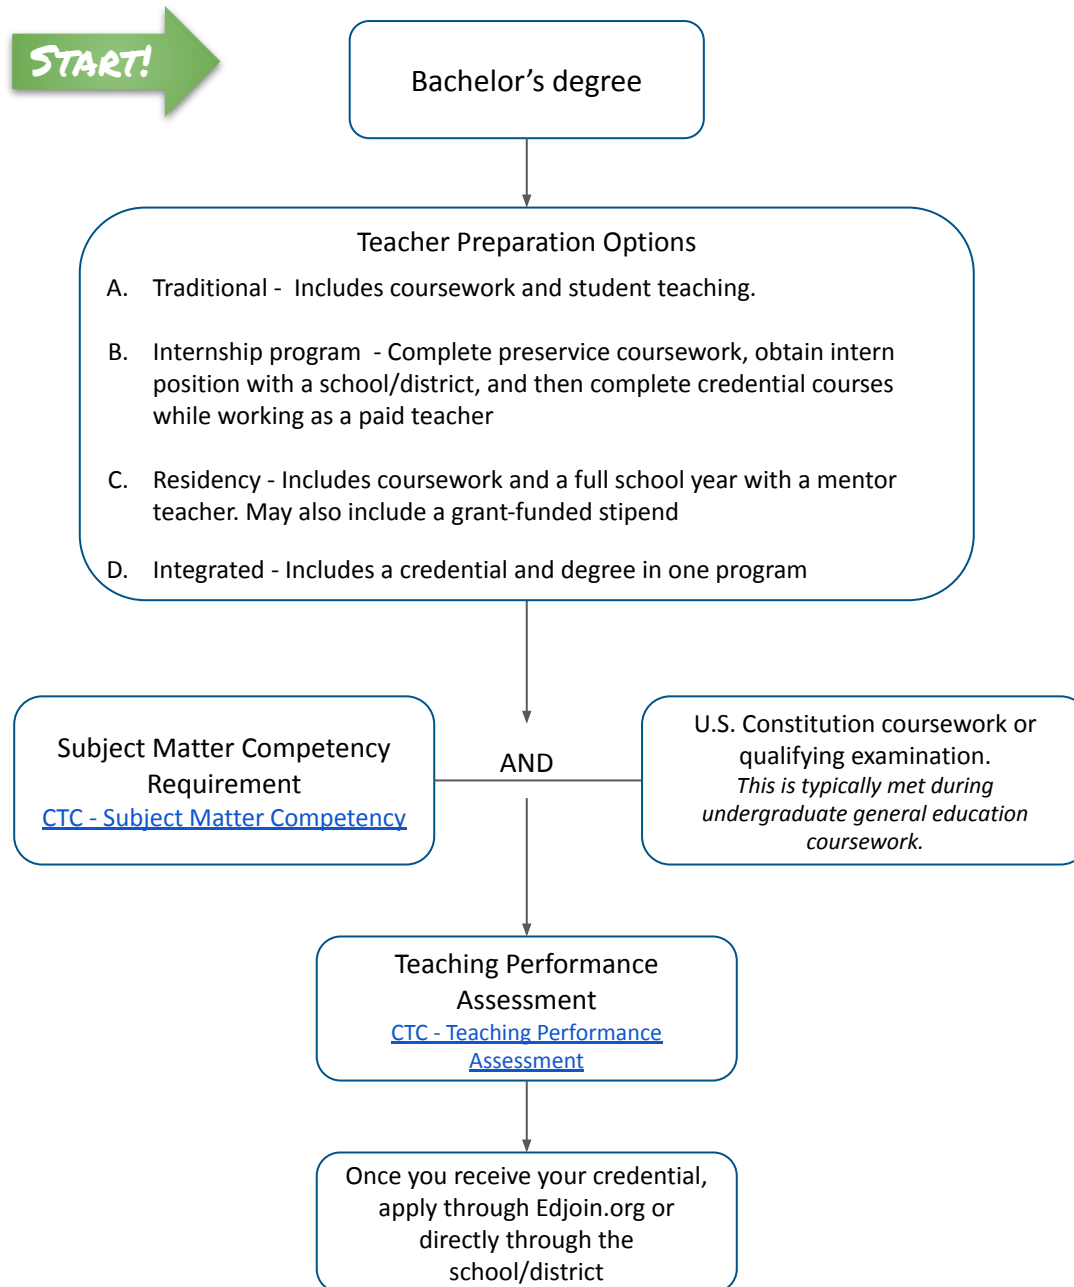 START!
Bachelor’s degree
Teacher Preparation Options
A. Traditional - Includes coursework and student teaching.
B. Internship program - Complete preservice coursework, obtain intern
position with a school/district, and then complete credential courses
while working as a paid teacher
C. Residency - Includes coursework and a full school year with a mentor
teacher. May also include a grant-funded stipend
D. Integrated - Includes a credential and degree in one program
Subject Matter Competency
Requirement
CTC - Subject Matter Competency
AND
U.S. Constitution coursework or
qualifying examination.
This is typically met during
undergraduate general education
coursework.
Teaching Performance
Assessment
CTC - Teaching Performance
Assessment
Once you receive your credential,
apply through Edjoin.org or
directly through the
school/district